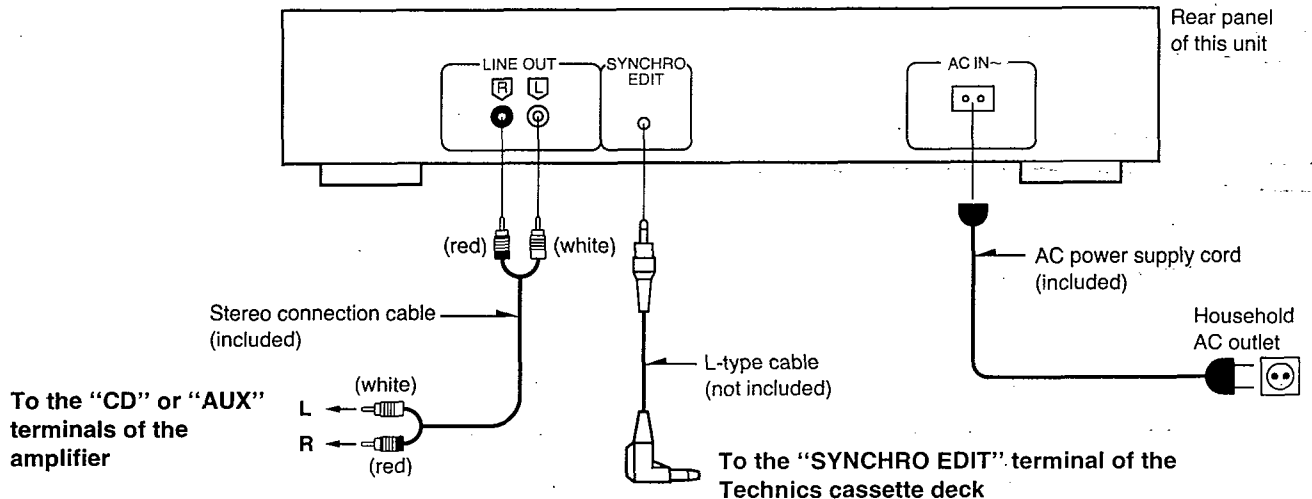 Rear panel
of this unit
LINE OUT
R L
SYNCHRO
EDIT
AC IN~
(red)
(white)
AC power supply cord
(included)
Stereo connection cable
(included)
Household
AC outlet
L-type cable
(not included)
To the “CD” or “AUX”
terminals of the
amplifier
(white)
L
R
(red)
To the “SYNCHRO EDIT” terminal of the
Technics cassette deck